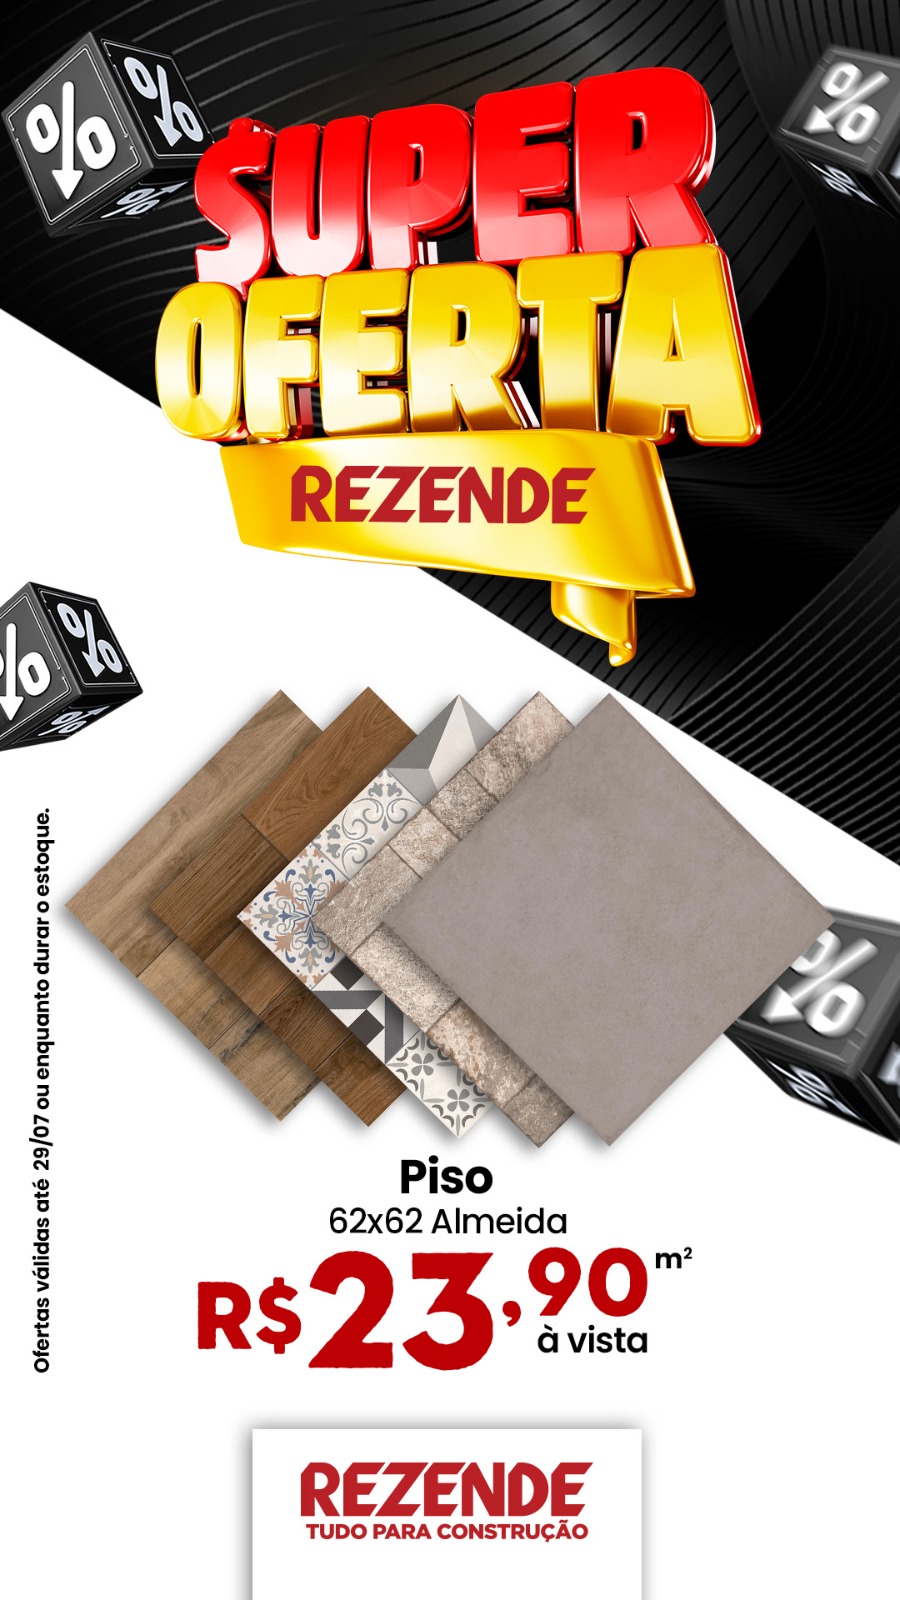 SUPER
OFERTA
REZENDE
Ofertas válidas até 29/07 ou enquanto durar o estoque.
Piso
62x62 Almeida
R$23,90 m²
à vista
REZENDE
TUDO PARA CONSTRUÇÃO
%
%
%
%
%
%
%
%
%